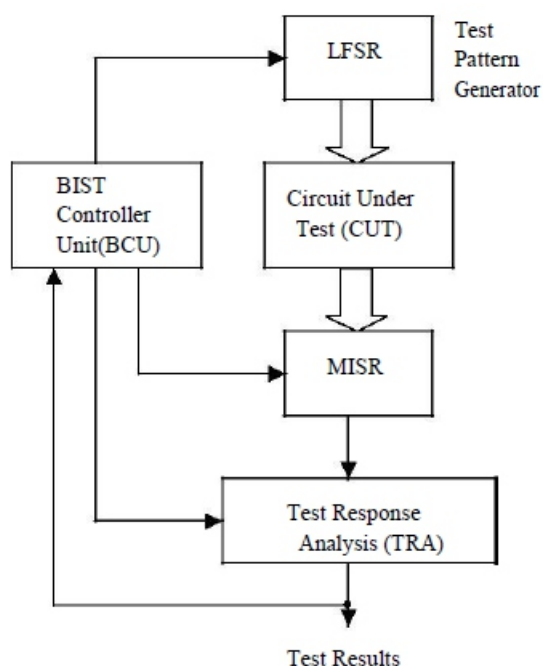 LFSR
Test
Pattern
Generator
BIST
Controller
Unit(BCU)
Circuit Under
Test (CUT)
MISR
Test Response
Analysis (TRA)
Test Results